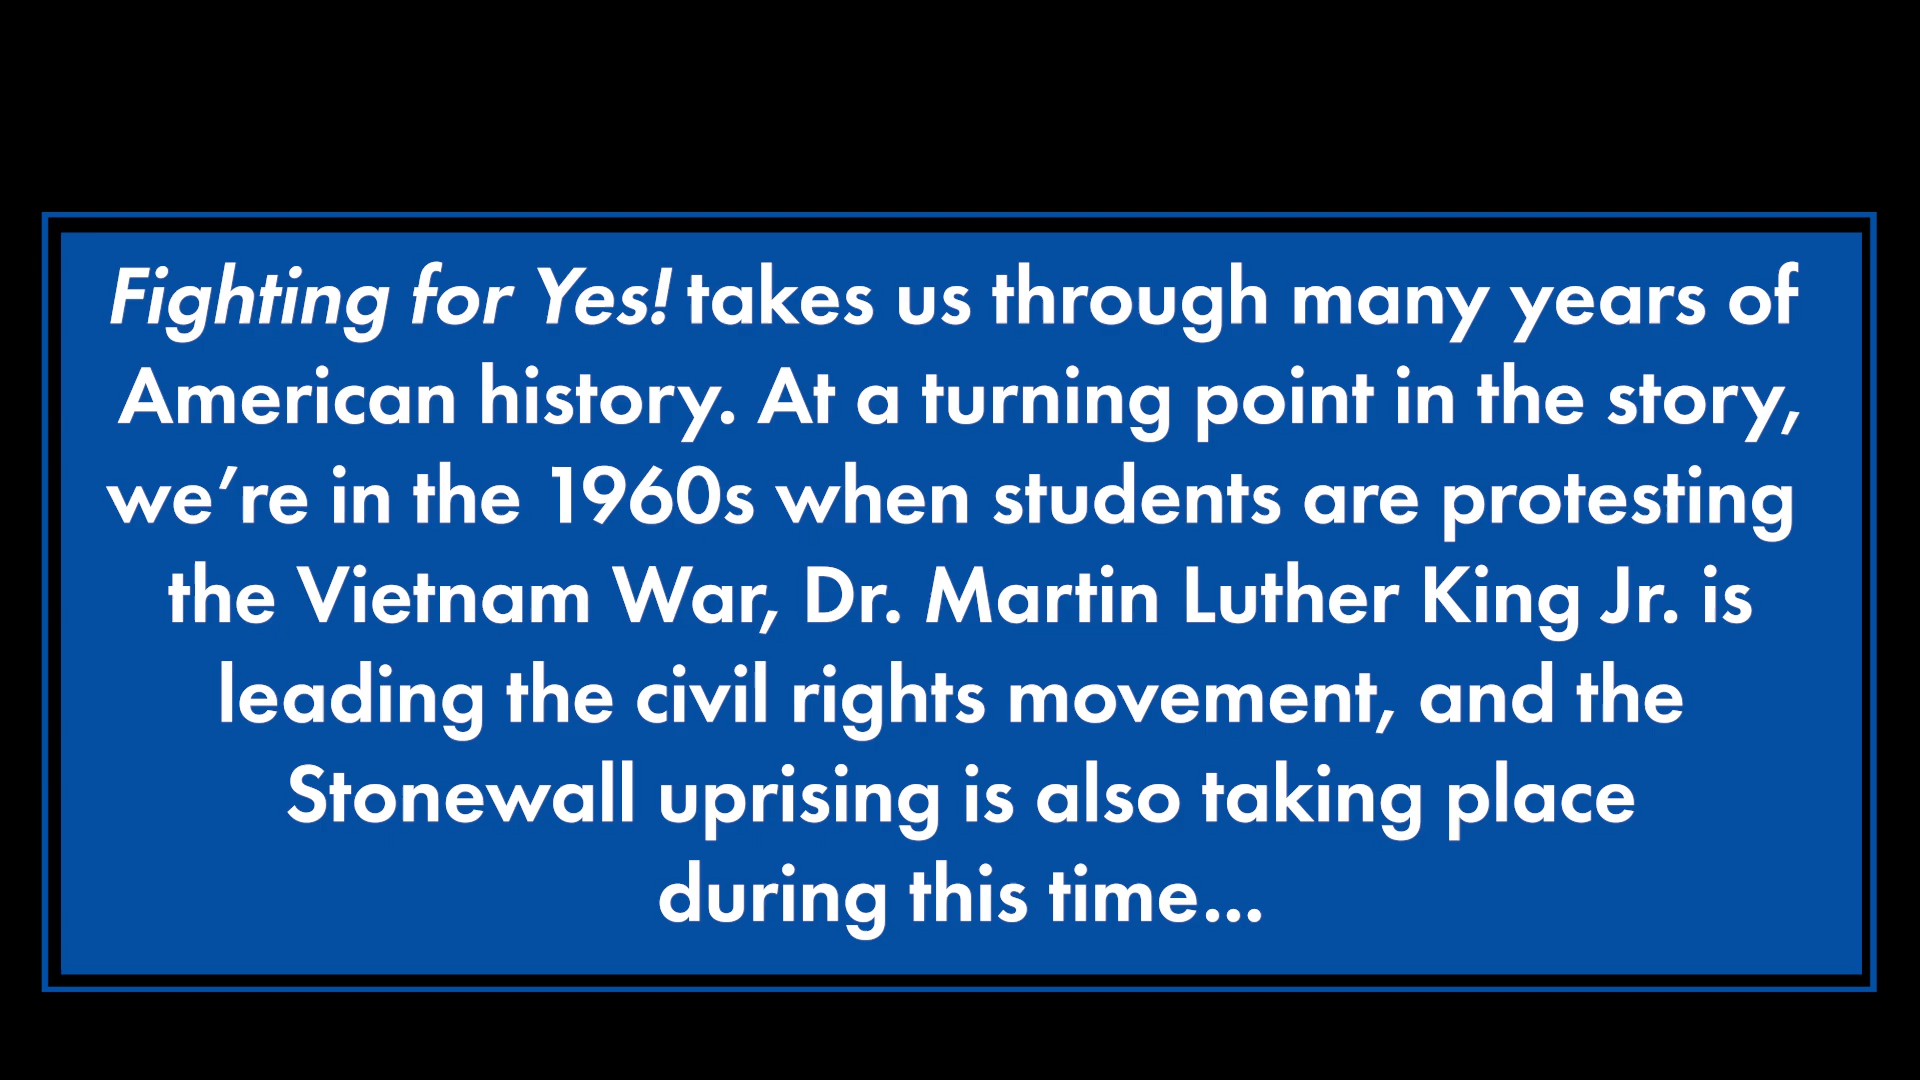 Fighting for Yes! takes us through many years of
American history. At a turning point in the story,
we’re in the 1960s when students are protesting
the Vietnam War, Dr. Martin Luther King Jr. is
leading the civil rights movement, and the
Stonewall uprising is also taking place
during this time...